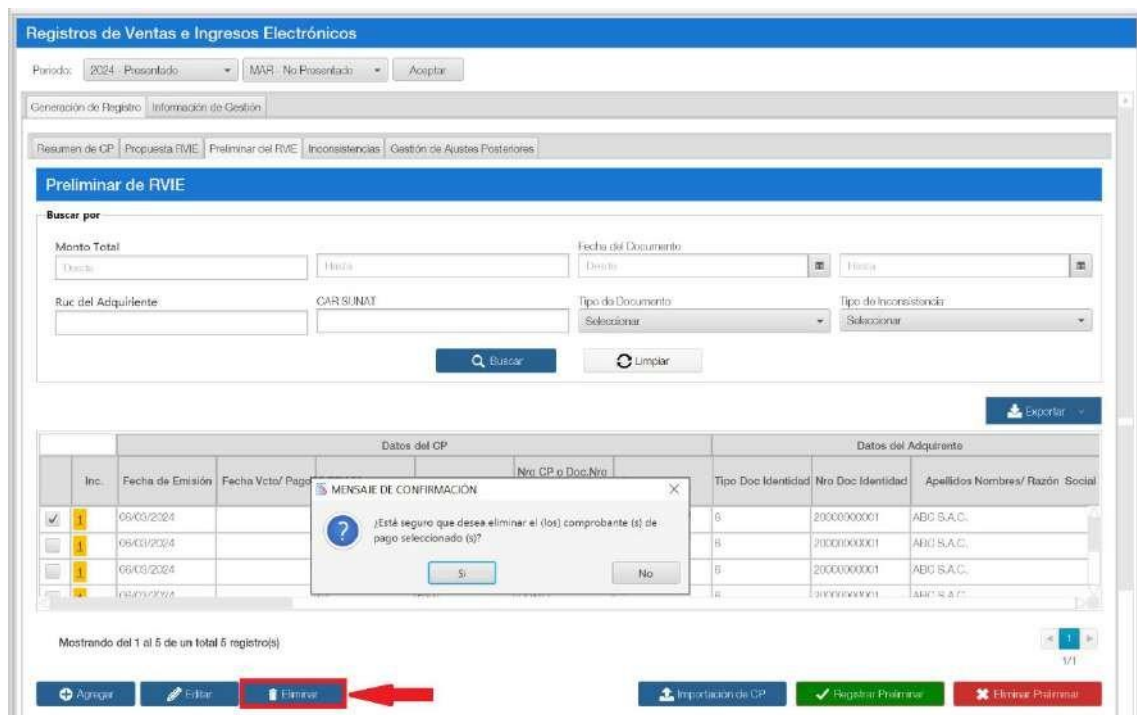 Registros de Ventas e Ingresos Electrónicos
Periodo: 2024 - Presentado MAR - No Presentado Aceptar
Generación de Registro Información de Gestión
Resumen de CP Propuesta RVIE Preliminar del RVIE Inconsistencias Gestión de Ajustes Posteriores
Preliminar de RVIE
Buscar por
Monto Total Fecha del Documento
Desde Hasta Desde Hasta
Ruc del Adquiriente CAR SUNAT Tipo de Documento Tipo de Inconsistencia
Seleccionar Seleccionar
Buscar Limpiar
Exportar
Datos del CP Datos del Adquirente
Inc. Fecha de Emisión Fecha Vcto/ Pago Nro CP o Doc.Nro Tipo Doc Identidad Nro Doc Identidad Apellidos Nombres/ Razón Social
MENSAJE DE CONFIRMACIÓN
¿Está seguro que desea eliminar el (los) comprobante (s) de
pago seleccionado (s)?
Si No
1 06/03/2024 6 20000000001 ABC S.A.C.
1 06/03/2024 6 20000000001 ABC S.A.C.
1 06/03/2024 6 20000000001 ABC S.A.C.
Mostrando del 1 al 5 de un total 5 registro(s)
1
1/1
Agregar Editar Eliminar Importación de CP Registrar Preliminar Eliminar Preliminar